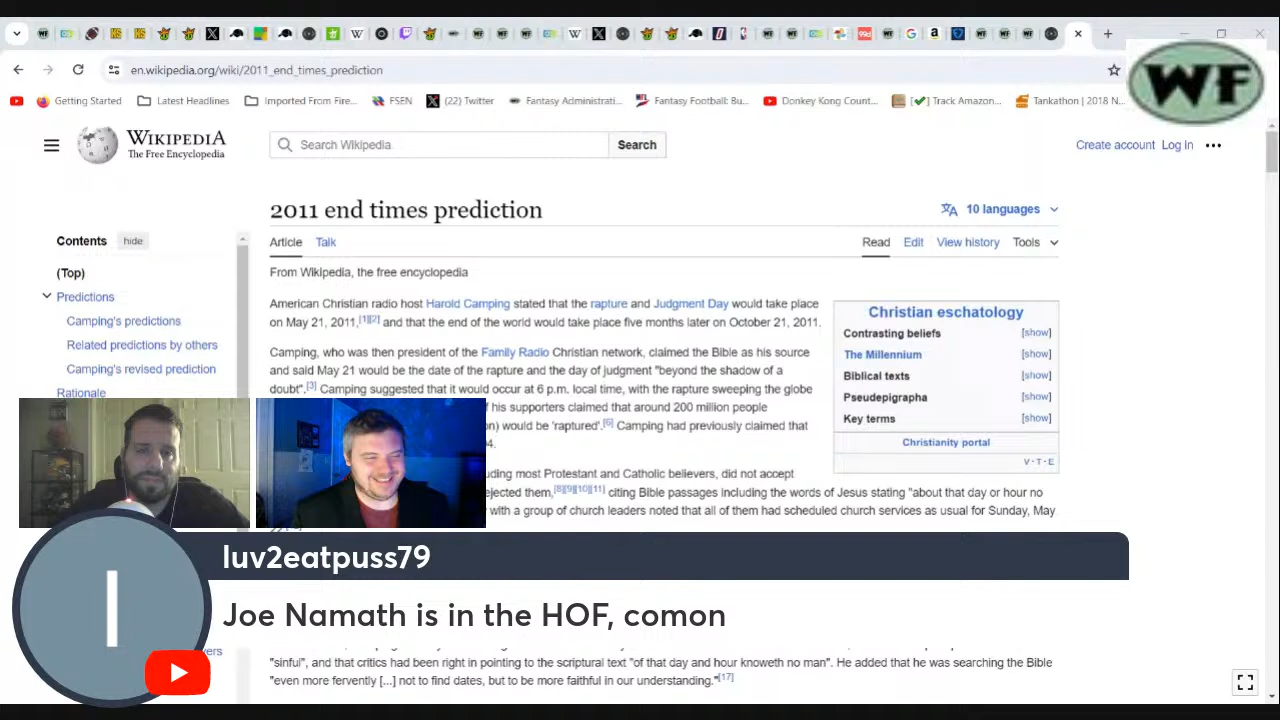 WF
en.wikipedia.org/wiki/2011_end_times_prediction
Getting Started Latest Headlines Imported From Fire... FSEN (22) Twitter Fantasy Administrati... Fantasy Football: Bu... Donkey Kong Count... Track Amazon... Tankathon | 2018 N...
WIKIPEDIA
The Free Encyclopedia
Search Wikipedia
Search
Create account Log in
2011 end times prediction
10 languages
Contents hide
Article Talk
Read Edit View history Tools
(Top)
Predictions
Camping's predictions
Related predictions by others
Camping's revised prediction
Rationale
From Wikipedia, the free encyclopedia
American Christian radio host Harold Camping stated that the rapture and Judgment Day would take place
on May 21, 2011,[1][2] and that the end of the world would take place five months later on October 21, 2011.
Camping, who was then president of the Family Radio Christian network, claimed the Bible as his source
and said May 21 would be the date of the rapture and the day of judgment "beyond the shadow of a
doubt".[3] Camping suggested that it would occur at 6 p.m. local time, with the rapture sweeping the globe
his supporters claimed that around 200 million people
would be 'raptured'.[6] Camping had previously claimed that
Christian eschatology
Contrasting beliefs [show]
The Millennium [show]
Biblical texts [show]
Pseudepigrapha [show]
Key terms [show]
Christianity portal
V·T·E
uding most Protestant and Catholic believers, did not accept
ejected them,[8][9][10][11] citing Bible passages including the words of Jesus stating "about that day or hour no
with a group of church leaders noted that all of them had scheduled church services as usual for Sunday, May
l
luv2eatpuss79
Joe Namath is in the HOF, comon
"sinful", and that critics had been right in pointing to the scriptural text "of that day and hour knoweth no man". He added that he was searching the Bible
"even more fervently [...] not to find dates, but to be more faithful in our understanding."[17]